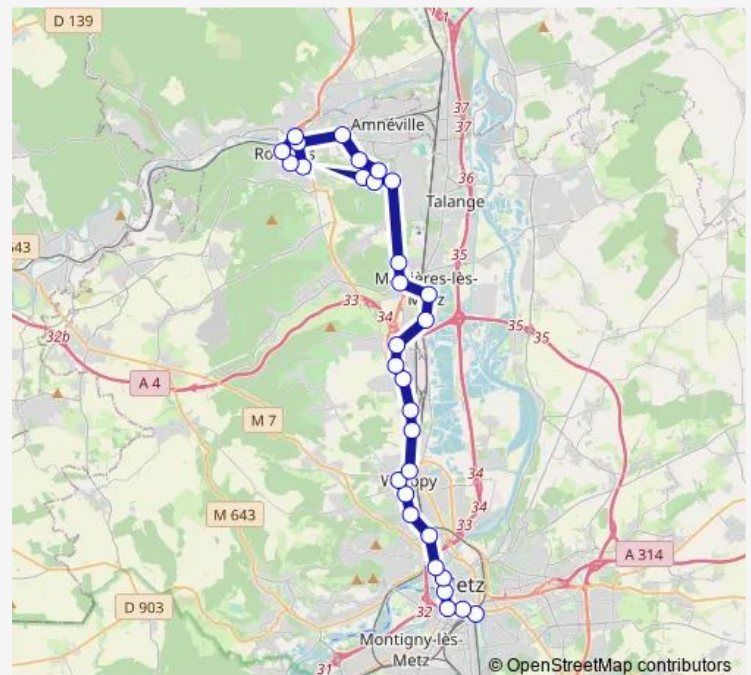 D 139
37
37
Amnéville
36
Talange
35
33
34
35
35
32b
A 4
M 7
34
34
33
M 643
A 314
D 903
32
Montigny-lès-
Metz
31
© OpenStreetMap contributors